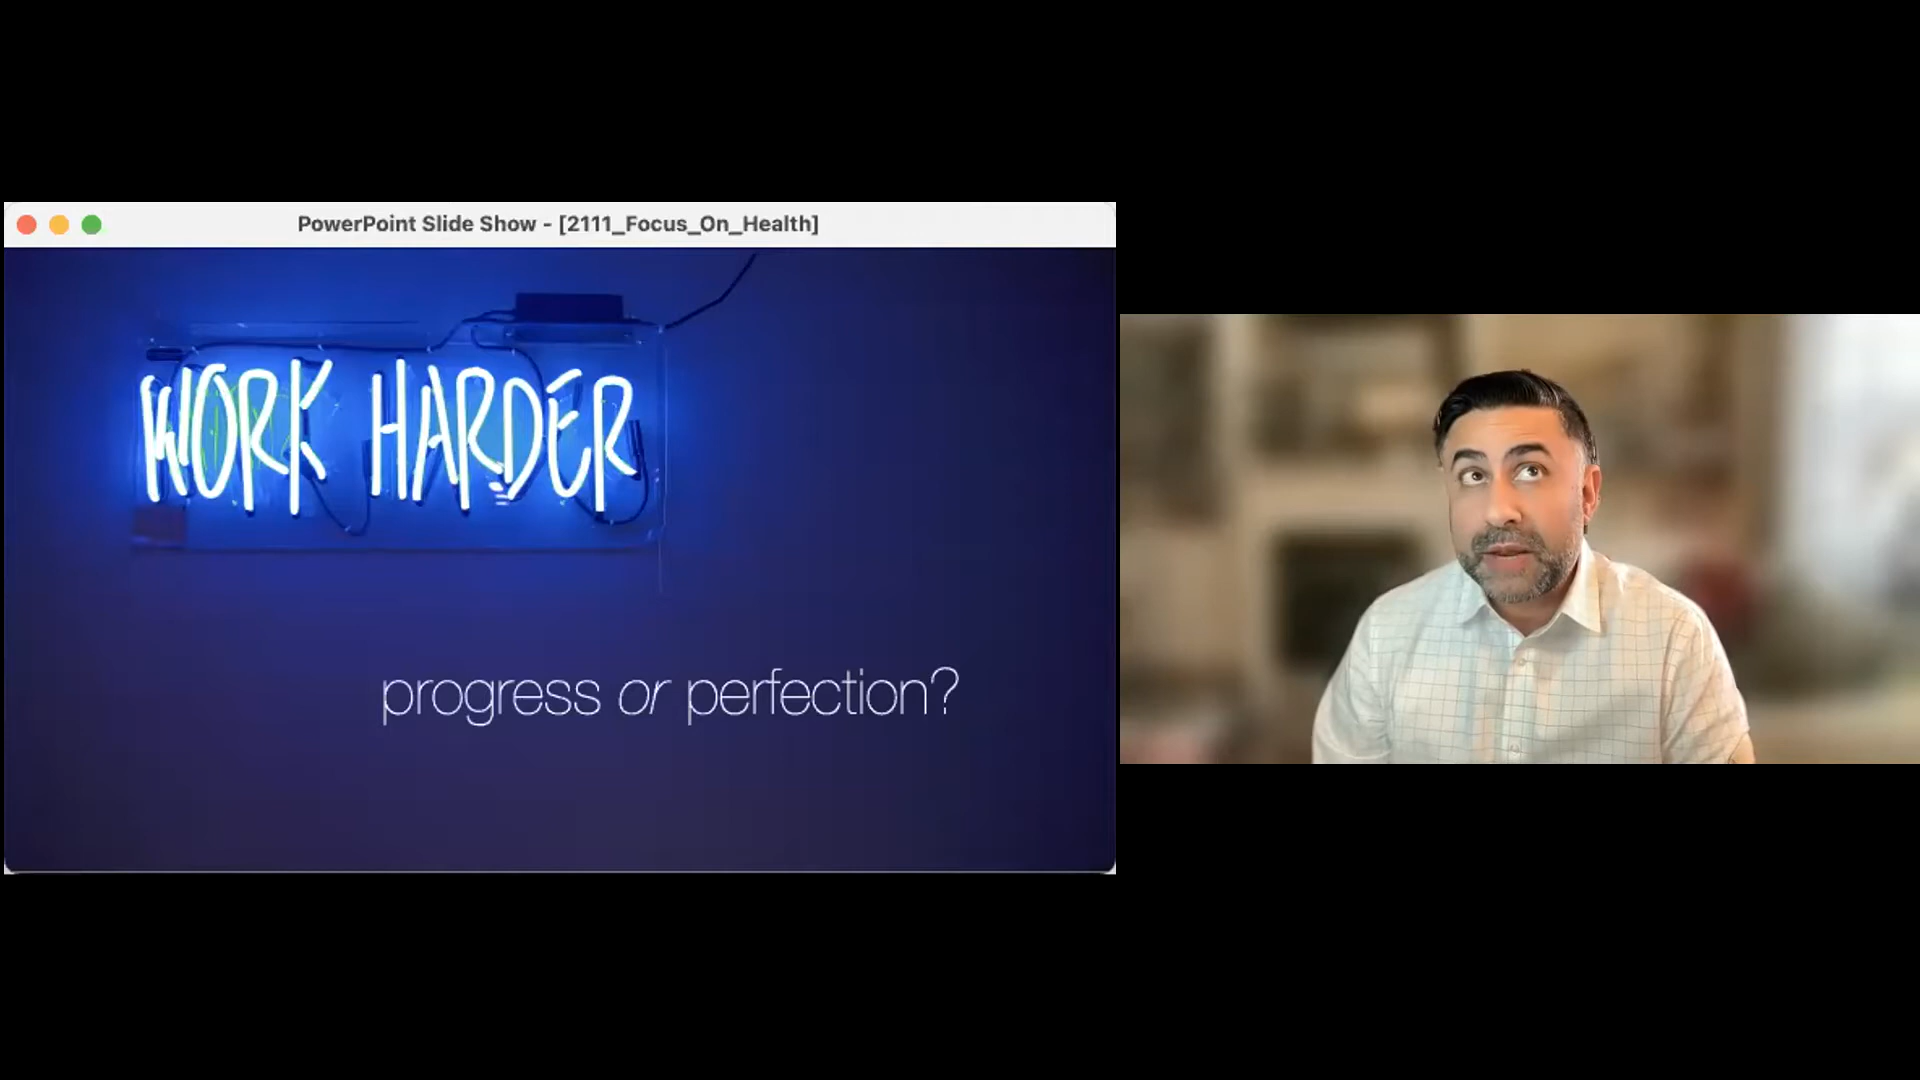 PowerPoint Slide Show - [2111_Focus_On_Health]
WORK HARDER
progress or perfection?